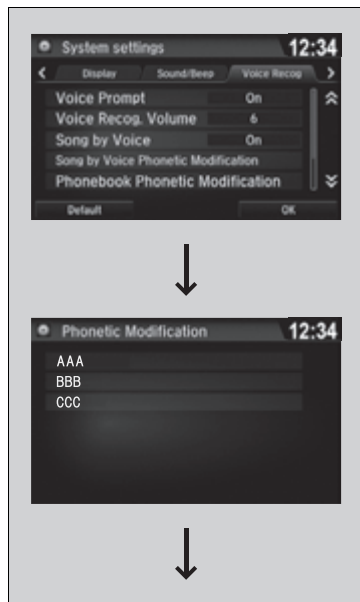 System settings 12:34
Display Sound/Beep Voice Recog
Voice Prompt On
Voice Recog. Volume 6
Song by Voice On
Song by Voice Phonetic Modification
Phonebook Phonetic Modification
Default OK
Phonetic Modification 12:34
AAA
BBB
CCC